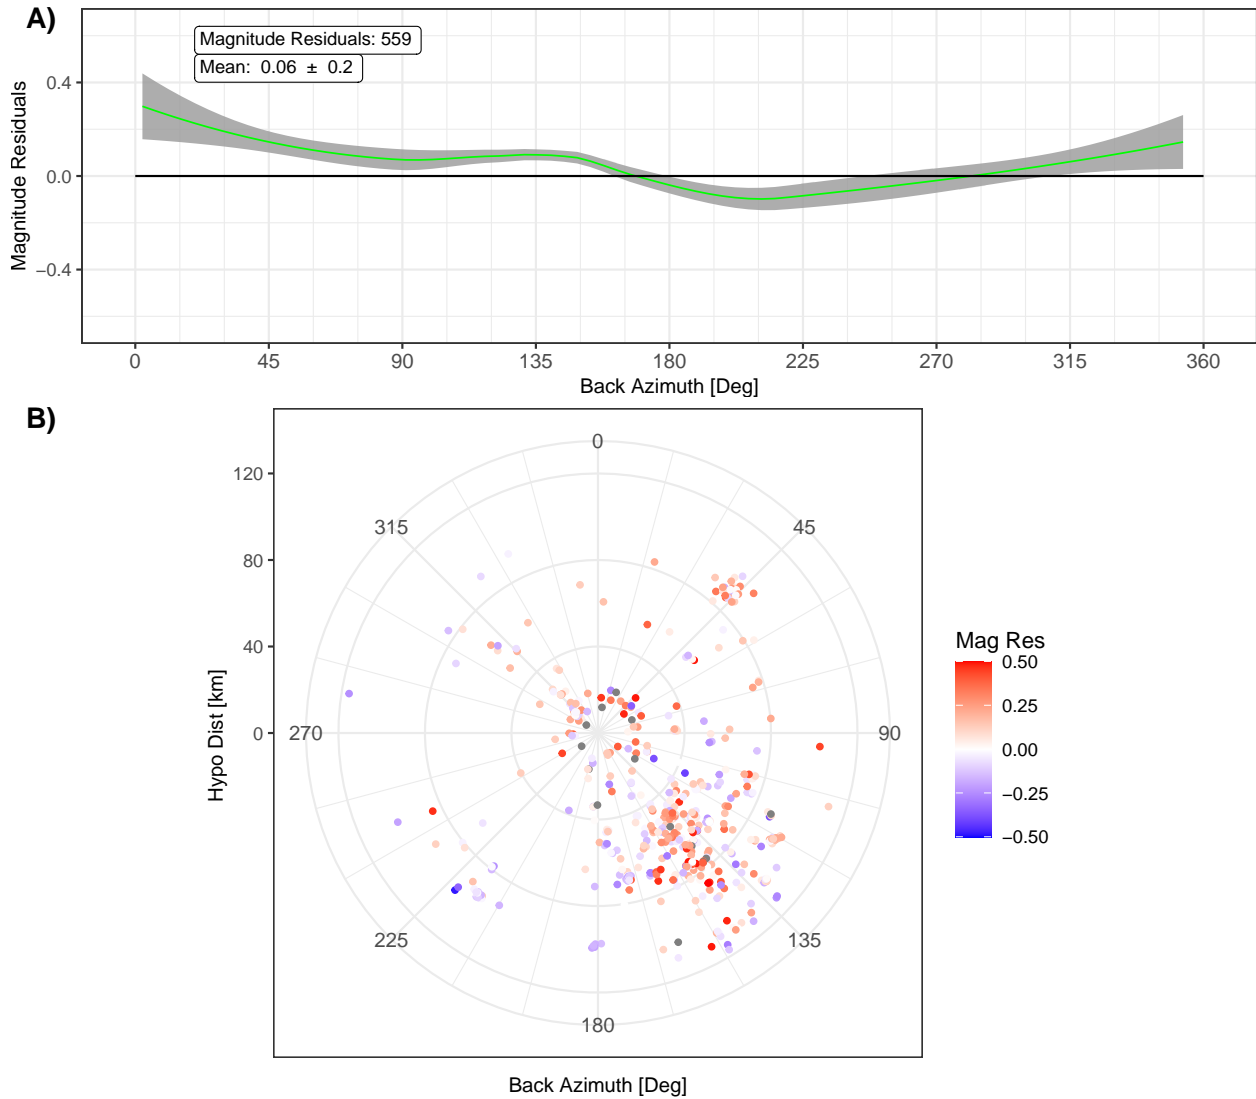 A)
Magnitude Residuals: 559
Mean:  0.06  ±  0.2
Magnitude Residuals
0.4
0.0
−0.4
0 45 90 135 180 225 270 315 360
Back Azimuth [Deg]
B)
Hypo Dist [km]
120
80
40
0
0
45
90
135
180
225
270
315
Back Azimuth [Deg]
Mag Res
0.50
0.25
0.00
−0.25
−0.50